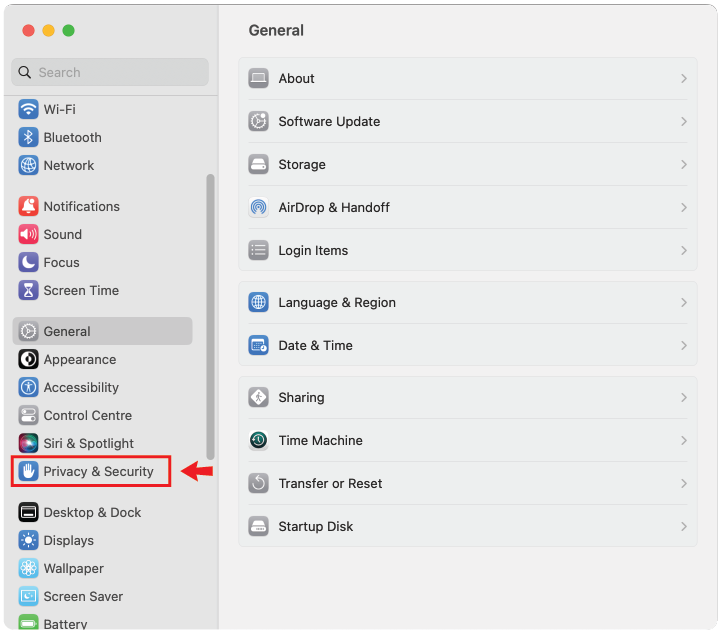 General
Search
Wi-Fi
Bluetooth
Network
Notifications
Sound
Focus
Screen Time
General
Appearance
Accessibility
Control Centre
Siri & Spotlight
Privacy & Security
Desktop & Dock
Displays
Wallpaper
Screen Saver
Battery
About
Software Update
Storage
AirDrop & Handoff
Login Items
Language & Region
Date & Time
Sharing
Time Machine
Transfer or Reset
Startup Disk